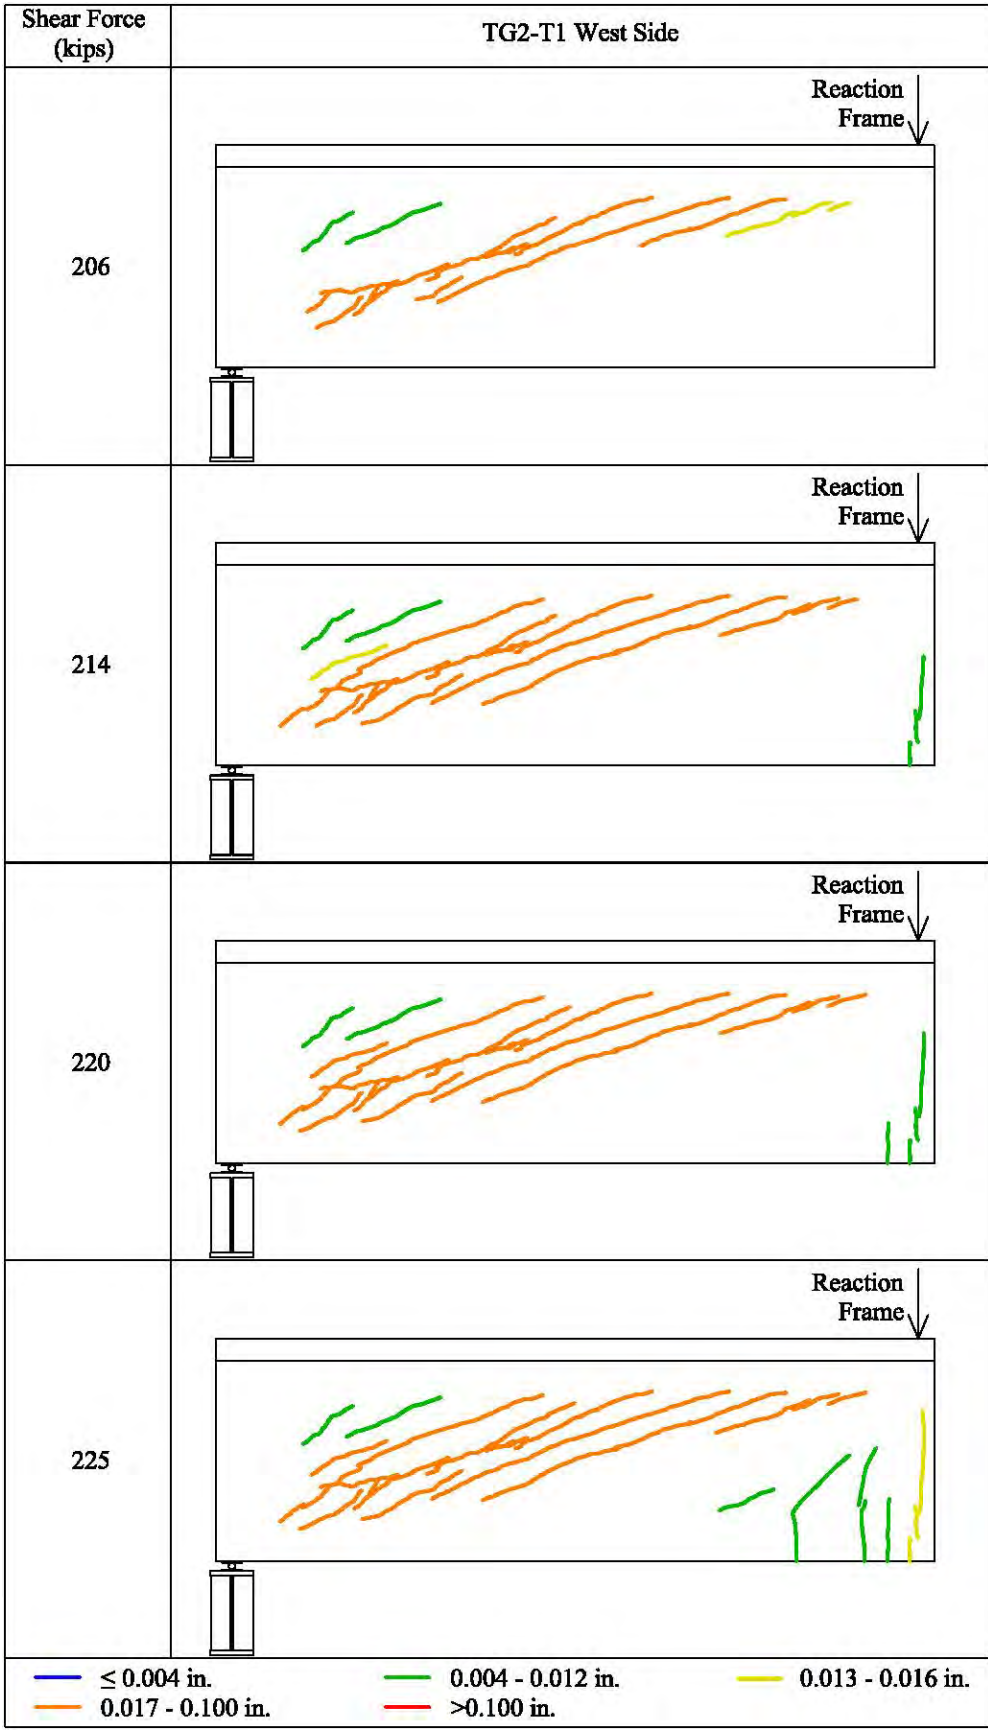 Shear Force
(kips)
TG2-T1 West Side
Reaction
Frame
206
Reaction
Frame
214
Reaction
Frame
220
Reaction
Frame
225
≤ 0.004 in.
0.004 - 0.012 in.
0.013 - 0.016 in.
0.017 - 0.100 in.
>0.100 in.